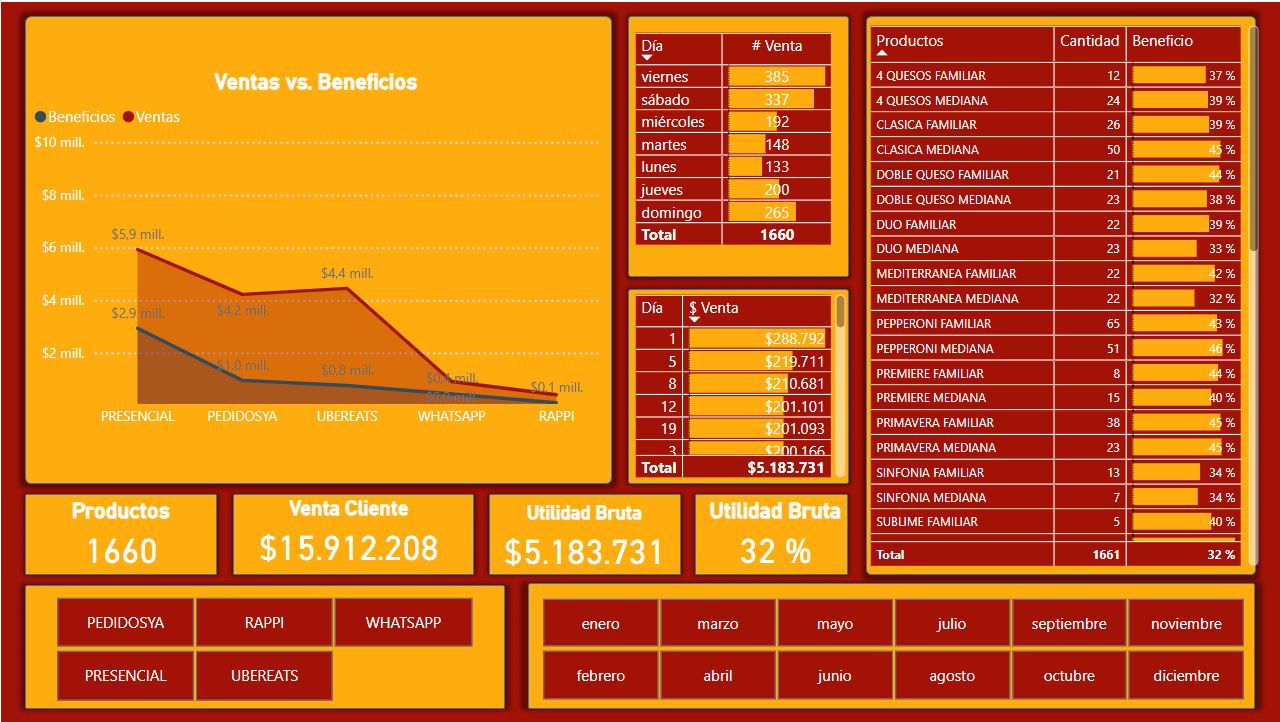 Ventas vs. Beneficios
Beneficios Ventas
$10 mill.
$8 mill.
$6 mill.
$4 mill.
$2 mill.
$5,9 mill.
$4,2 mill.
$4,4 mill.
$0,1 mill.
$2,9 mill.
$1,0 mill.
$0,8 mill.
PRESENCIAL PEDIDOSYA UBEREATS WHATSAPP RAPPI
Día # Venta
viernes 385
sábado 337
miércoles 192
martes 148
lunes 133
jueves 200
domingo 265
Total 1660
Día $ Venta
1 $288.792
5 $219.711
8 $210.681
12 $201.101
19 $201.093
3 $200.166
Total $5.183.731
Productos Cantidad Beneficio
4 QUESOS FAMILIAR 12 37 %
4 QUESOS MEDIANA 24 39 %
CLASICA FAMILIAR 26 39 %
CLASICA MEDIANA 50 45 %
DOBLE QUESO FAMILIAR 21 44 %
DOBLE QUESO MEDIANA 23 38 %
DUO FAMILIAR 22 39 %
DUO MEDIANA 23 33 %
MEDITERRANEA FAMILIAR 22 42 %
MEDITERRANEA MEDIANA 22 32 %
PEPPERONI FAMILIAR 65 43 %
PEPPERONI MEDIANA 51 46 %
PREMIERE FAMILIAR 8 44 %
PREMIERE MEDIANA 15 40 %
PRIMAVERA FAMILIAR 38 45 %
PRIMAVERA MEDIANA 23 45 %
SINFONIA FAMILIAR 13 34 %
SINFONIA MEDIANA 7 34 %
SUBLIME FAMILIAR 5 40 %
Total 1661 32 %
Productos
1660
Venta Cliente
$15.912.208
Utilidad Bruta
$5.183.731
Utilidad Bruta
32 %
PEDIDOSYA RAPPI WHATSAPP
PRESENCIAL UBEREATS
enero marzo mayo julio septiembre noviembre
febrero abril junio agosto octubre diciembre